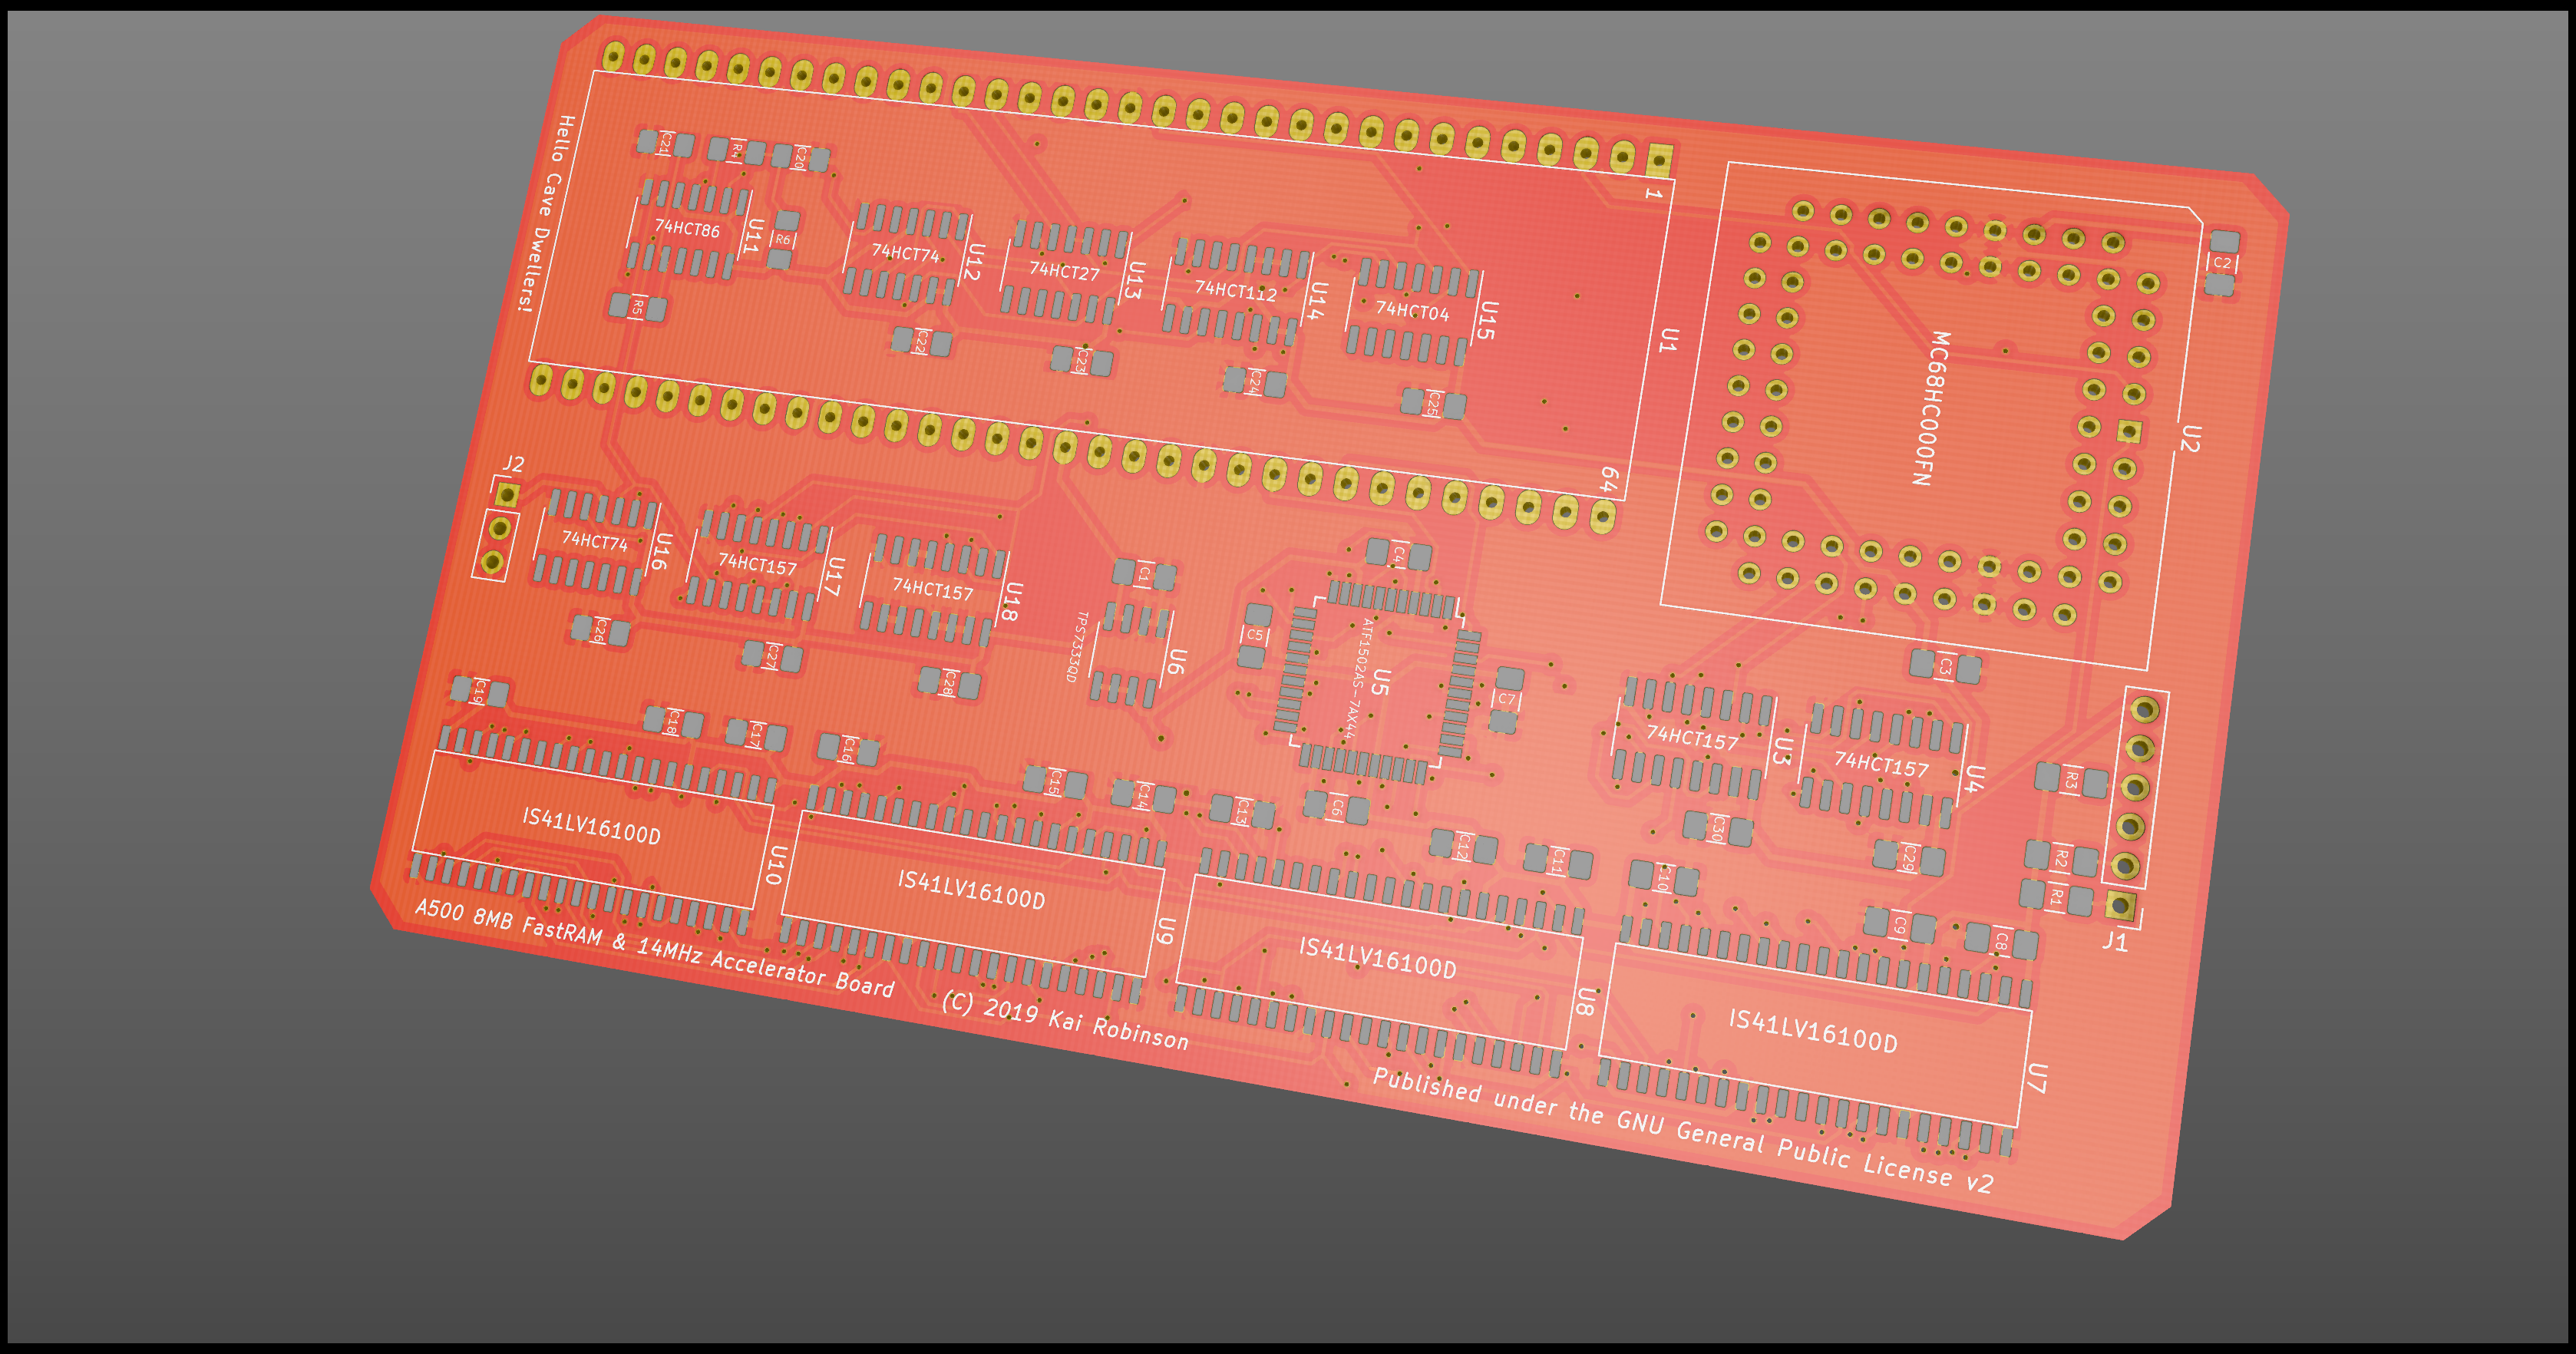 Hello Cave Dwellers!
C21
R4
C20
74HCT86
U11
R6
R5
74HCT74
U12
C22
74HCT27
U13
C23
74HCT112
U14
C24
74HCT04
U15
C25
1
U1
64
MC68HC000FN
U2
C2
J2
74HCT74
U16
C26
74HCT157
U17
C27
74HCT157
U18
C28
C1
TPS7333QD
U6
C4
C5
ATF1502AS-7AX44
U5
C7
C6
C3
74HCT157
U3
74HCT157
U4
C30
C29
R3
R2
R1
J1
C19
C18
C17
C16
C15
C14
C13
C12
C11
C10
C9
C8
IS41LV16100D
U10
IS41LV16100D
U9
IS41LV16100D
U8
IS41LV16100D
U7
A500 8MB FastRAM & 14MHz Accelerator Board
(C) 2019 Kai Robinson
Published under the GNU General Public License v2